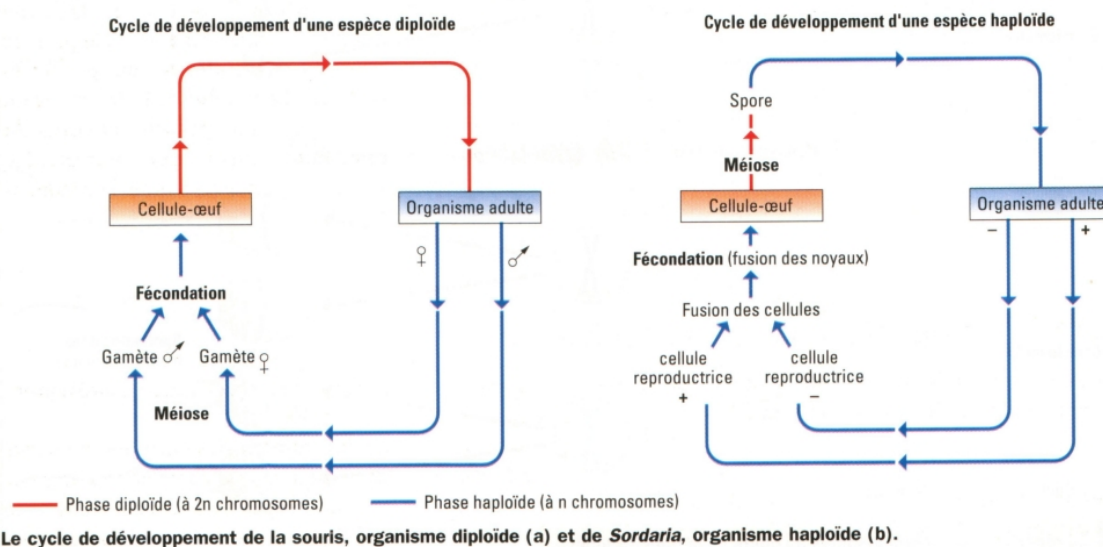 Cycle de développement d'une espèce diploïde
Cellule-œuf
Organisme adulte
♀
♂
Fécondation
Gamète ♂
Gamète ♀
Méiose
Cycle de développement d'une espèce haploïde
Spore
Méiose
Cellule-œuf
Organisme adulte
–
+
Fécondation (fusion des noyaux)
Fusion des cellules
cellule
reproductrice
+
cellule
reproductrice
–
Phase diploïde (à 2n chromosomes)
Phase haploïde (à n chromosomes)
Le cycle de développement de la souris, organisme diploïde (a) et de Sordaria, organisme haploïde (b).